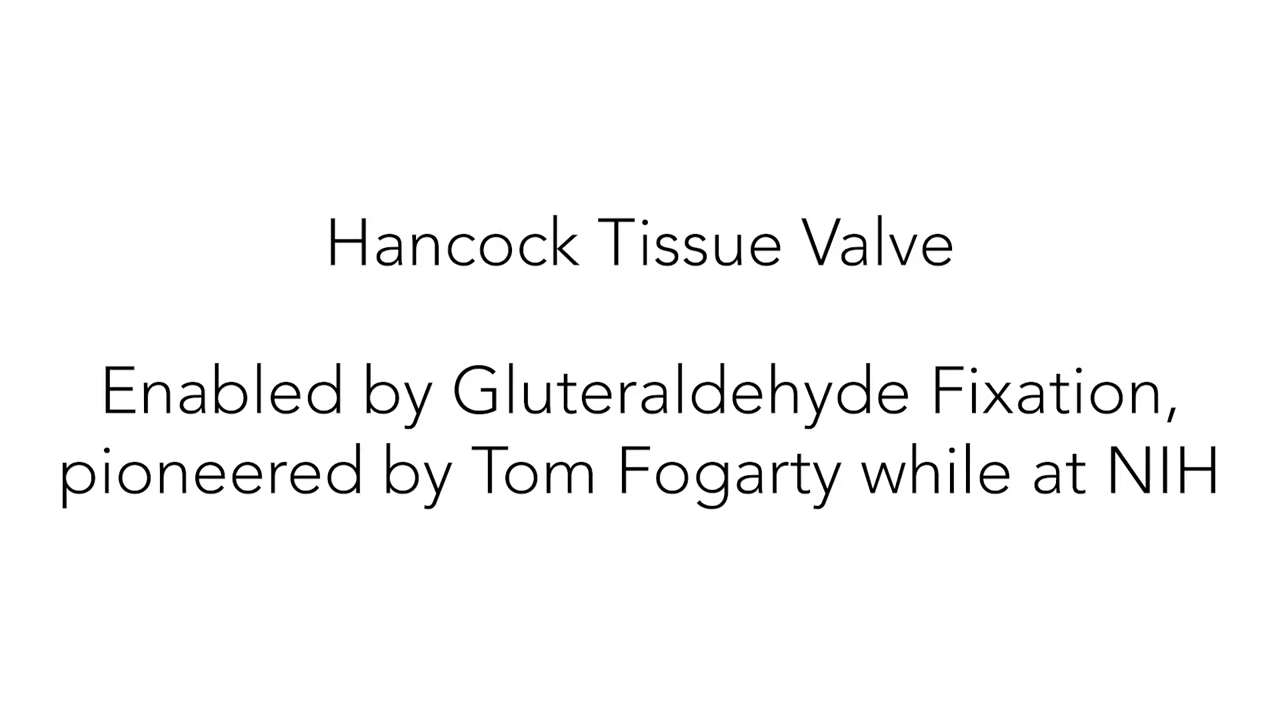 Hancock Tissue Valve
Enabled by Gluteraldehyde Fixation,
pioneered by Tom Fogarty while at NIH